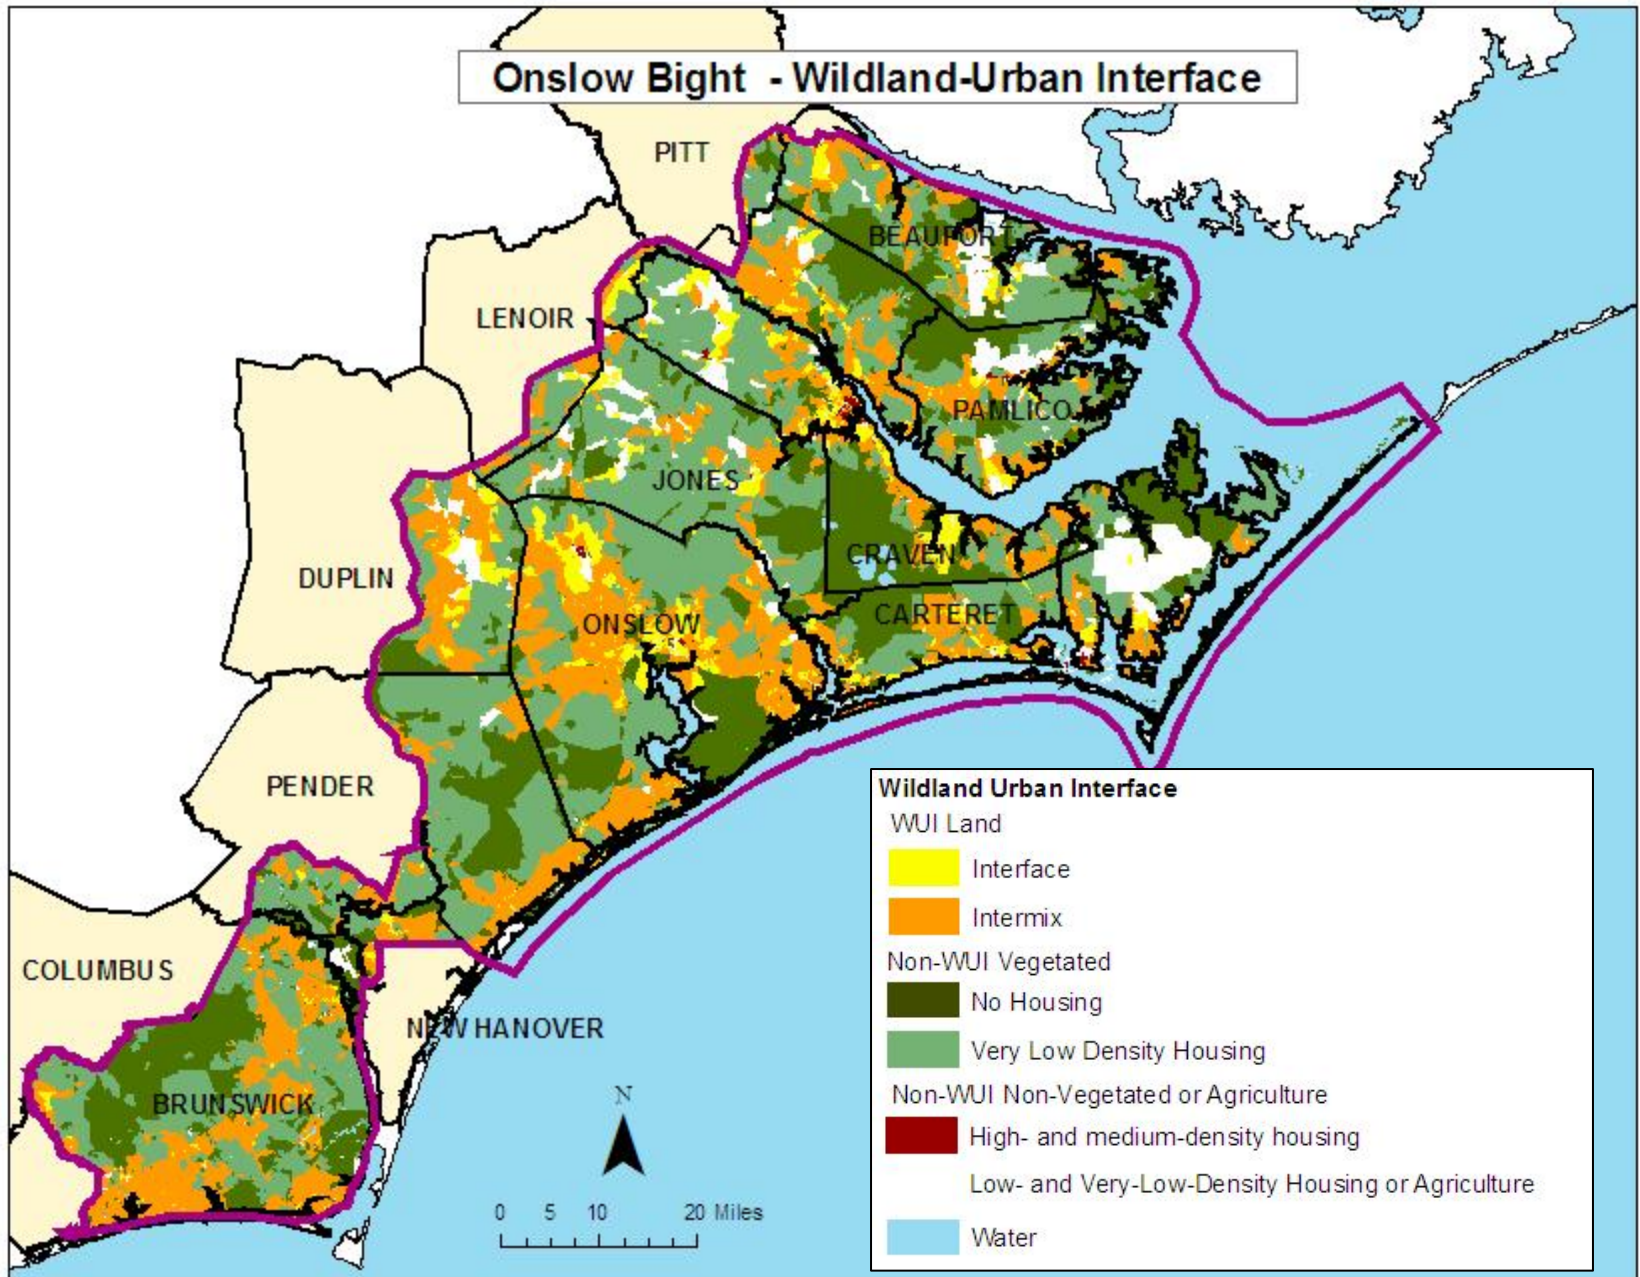 Onslow Bight - Wildland-Urban Interface
PITT
BEAUFORT
LENOIR
PAMLICO
JONES
CRAVEN
DUPLIN
CARTERET
ONSLOW
PENDER
COLUMBUS
NEW HANOVER
BRUNSWICK
N
0 5 10 20 Miles
Wildland Urban Interface
WUI Land
Interface
Intermix
Non-WUI Vegetated
No Housing
Very Low Density Housing
Non-WUI Non-Vegetated or Agriculture
High- and medium-density housing
Low- and Very-Low-Density Housing or Agriculture
Water